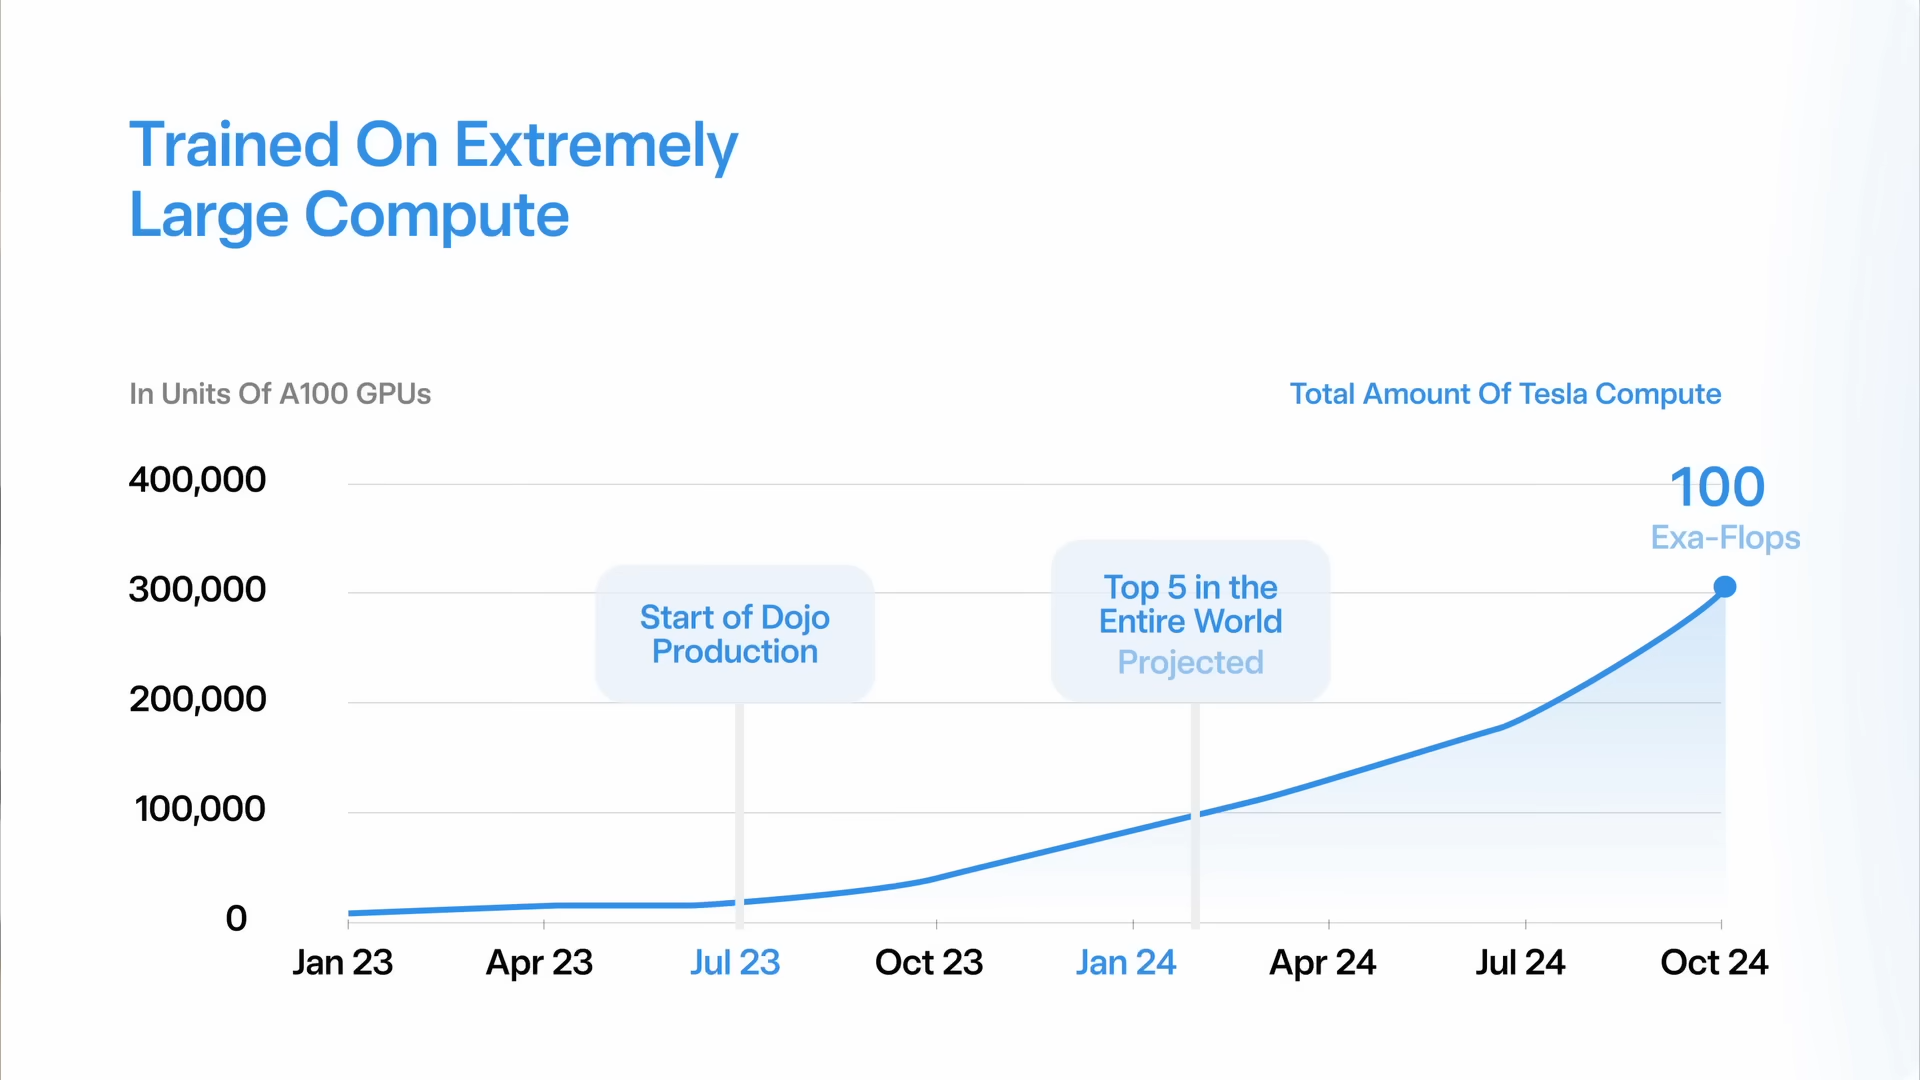 Trained On Extremely
Large Compute
In Units Of A100 GPUs
Total Amount Of Tesla Compute
400,000
100
Exa-Flops
300,000
Start of Dojo
Production
Top 5 in the
Entire World
Projected
200,000
100,000
0
Jan 23
Apr 23
Jul 23
Oct 23
Jan 24
Apr 24
Jul 24
Oct 24